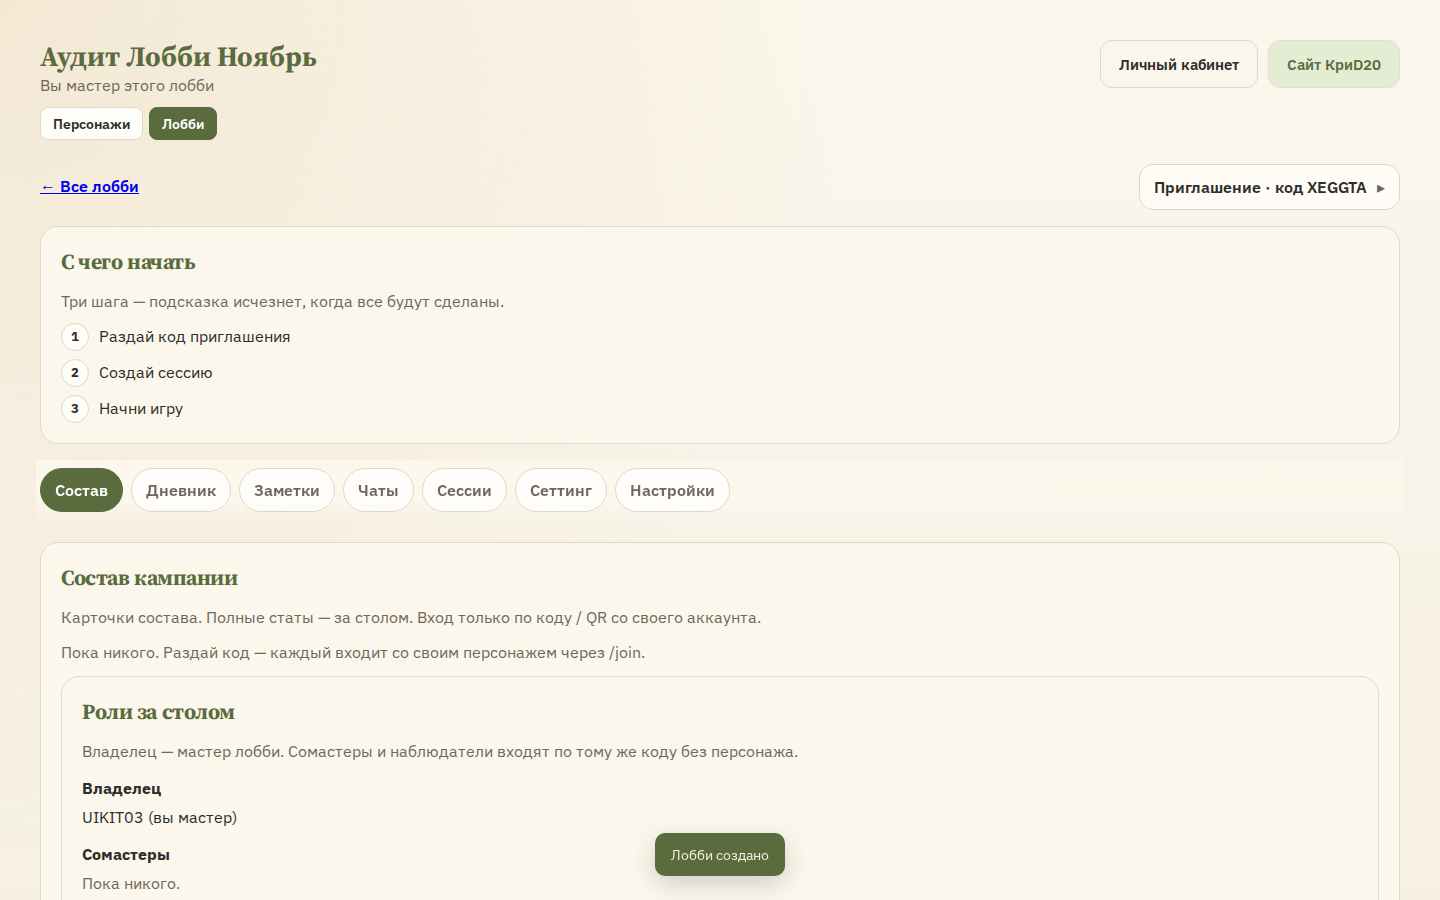 Аудит Лобби Ноябрь
Вы мастер этого лобби
Личный кабинет
Сайт КриD20
Персонажи
Лобби
← Все лобби
Приглашение · код XEGGTA ▸
С чего начать
Три шага — подсказка исчезнет, когда все будут сделаны.
1 Раздай код приглашения
2 Создай сессию
3 Начни игру
Состав
Дневник
Заметки
Чаты
Сессии
Сеттинг
Настройки
Состав кампании
Карточки состава. Полные статы — за столом. Вход только по коду / QR со своего аккаунта.
Пока никого. Раздай код — каждый входит со своим персонажем через /join.
Роли за столом
Владелец — мастер лобби. Сомастеры и наблюдатели входят по тому же коду без персонажа.
Владелец
UIKIT03 (вы мастер)
Сомастеры
Пока никого.
Лобби создано